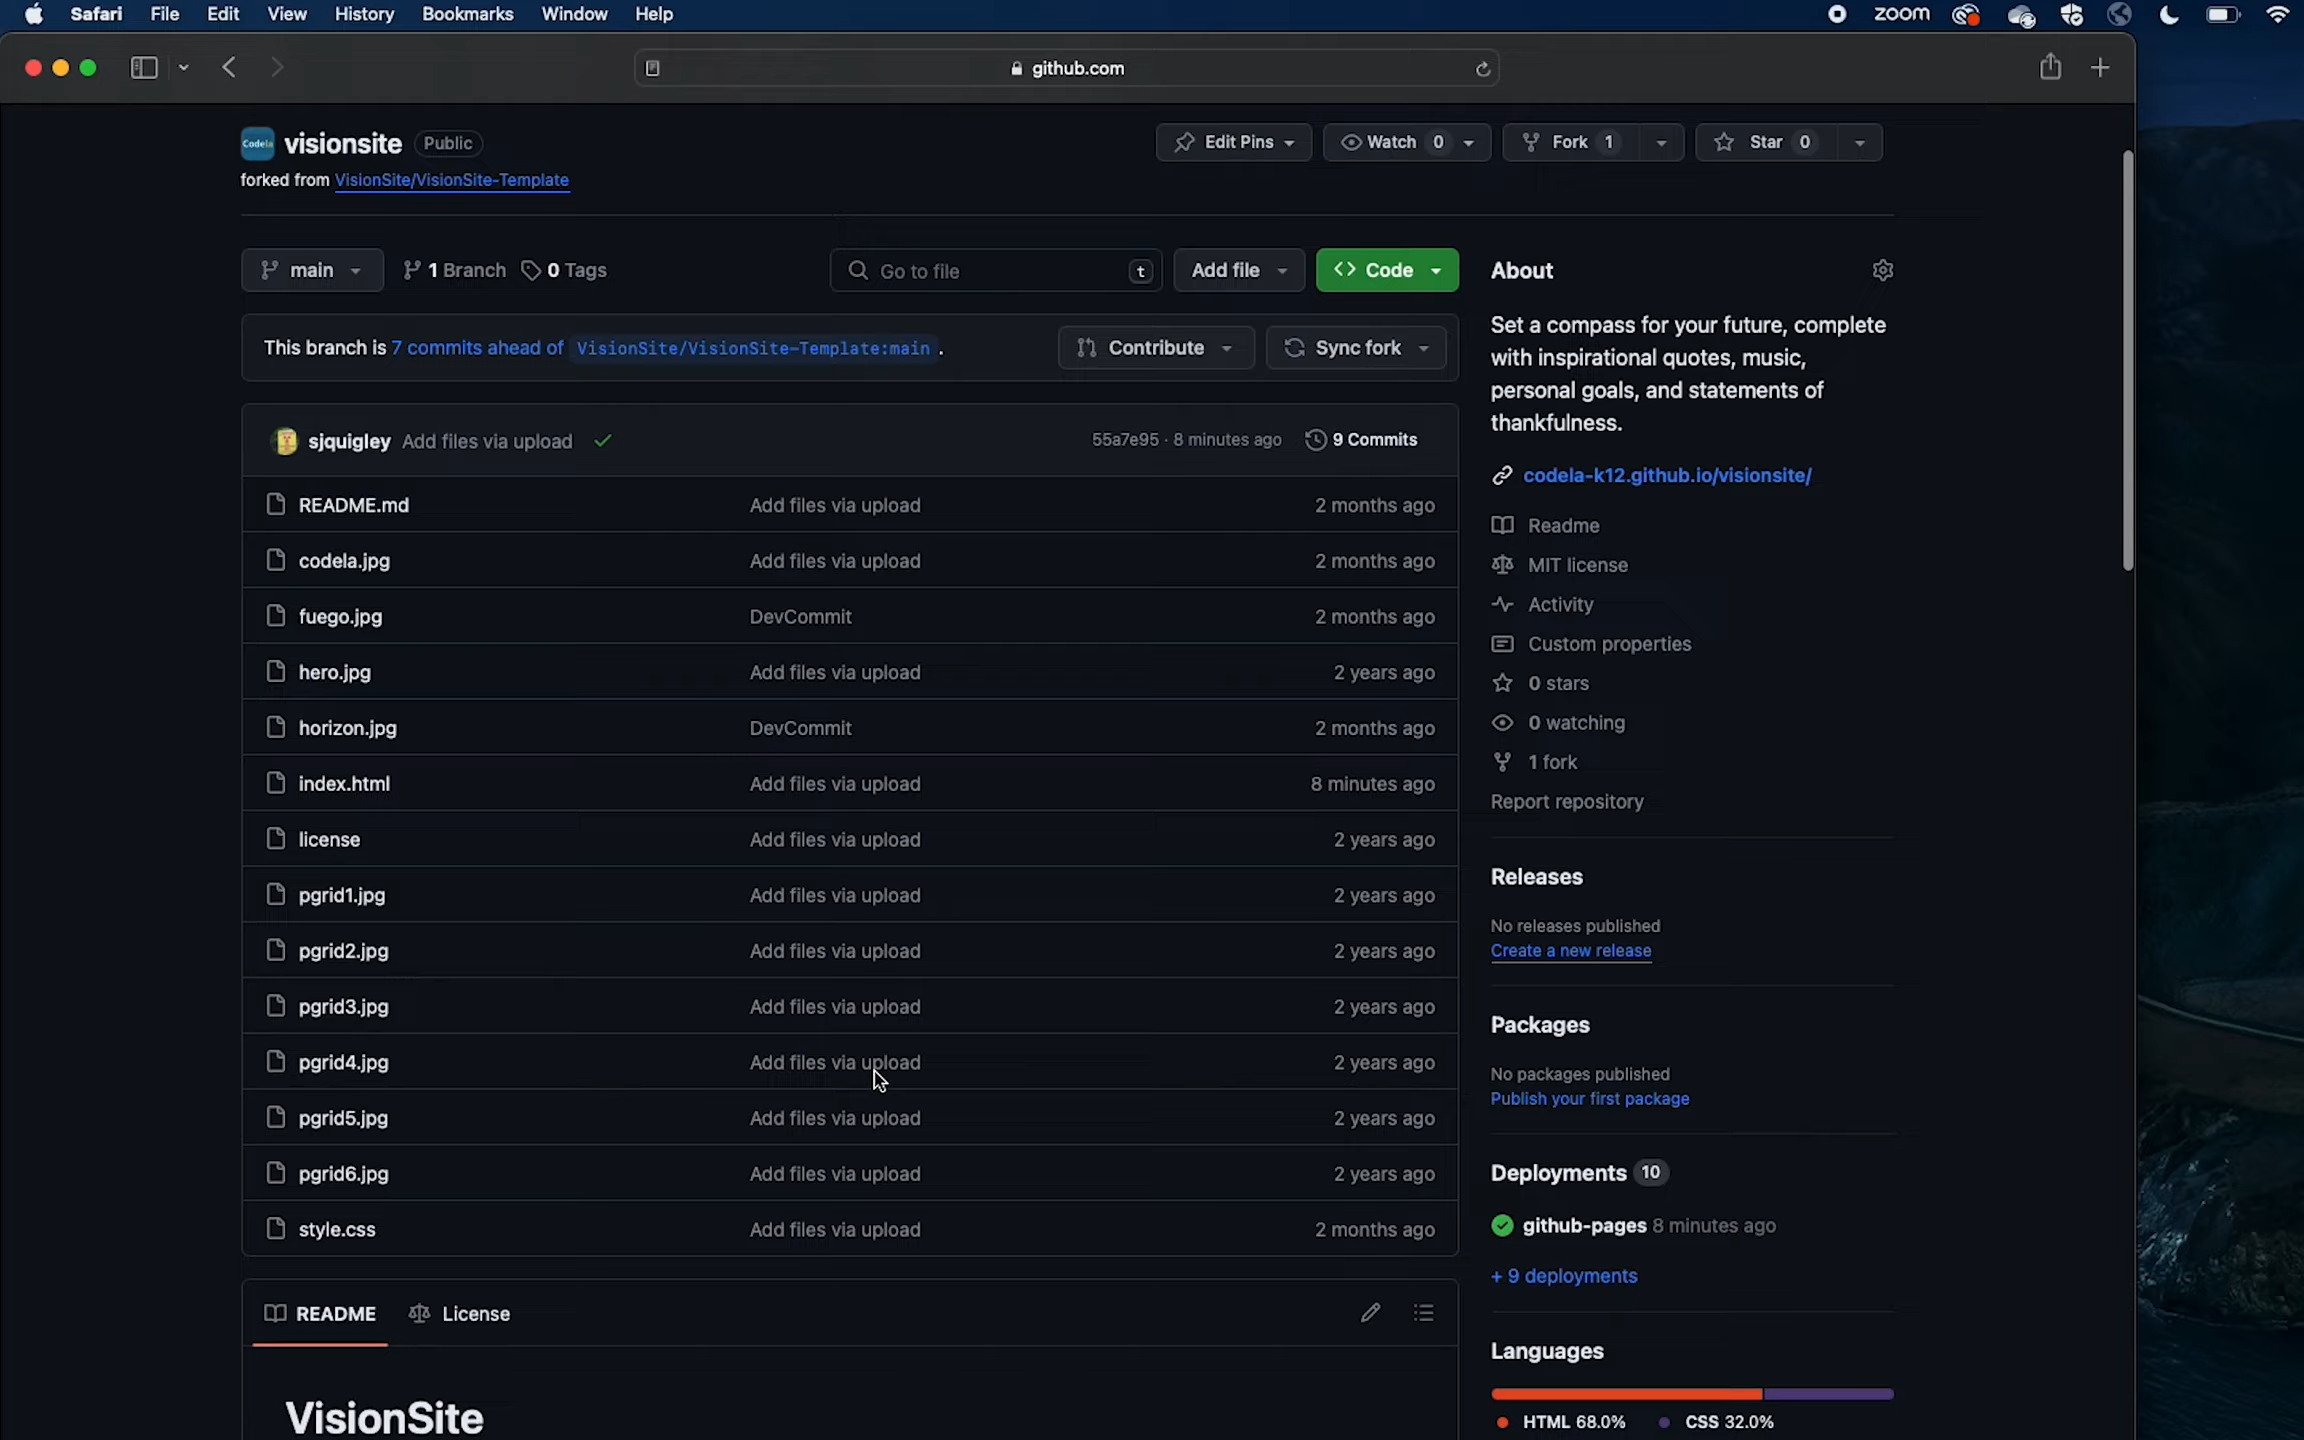 Safari File Edit View History Bookmarks Window Help zoom
github.com
Codela visionsite Public Edit Pins Watch 0 Fork 1 Star 0
forked from VisionSite/VisionSite-Template
main 1 Branch 0 Tags Go to file t Add file Code
This branch is 7 commits ahead of VisionSite/VisionSite-Template:main . Contribute Sync fork
sjquigley Add files via upload 55a7e95 · 8 minutes ago 9 Commits
README.md Add files via upload 2 months ago
codela.jpg Add files via upload 2 months ago
fuego.jpg DevCommit 2 months ago
hero.jpg Add files via upload 2 years ago
horizon.jpg DevCommit 2 months ago
index.html Add files via upload 8 minutes ago
license Add files via upload 2 years ago
pgrid1.jpg Add files via upload 2 years ago
pgrid2.jpg Add files via upload 2 years ago
pgrid3.jpg Add files via upload 2 years ago
pgrid4.jpg Add files via upload 2 years ago
pgrid5.jpg Add files via upload 2 years ago
pgrid6.jpg Add files via upload 2 years ago
style.css Add files via upload 2 months ago
README License
VisionSite
About
Set a compass for your future, complete
with inspirational quotes, music,
personal goals, and statements of
thankfulness.
codela-k12.github.io/visionsite/
Readme
MIT license
Activity
Custom properties
0 stars
0 watching
1 fork
Report repository
Releases
No releases published
Create a new release
Packages
No packages published
Publish your first package
Deployments 10
github-pages 8 minutes ago
+ 9 deployments
Languages
HTML 68.0% CSS 32.0%